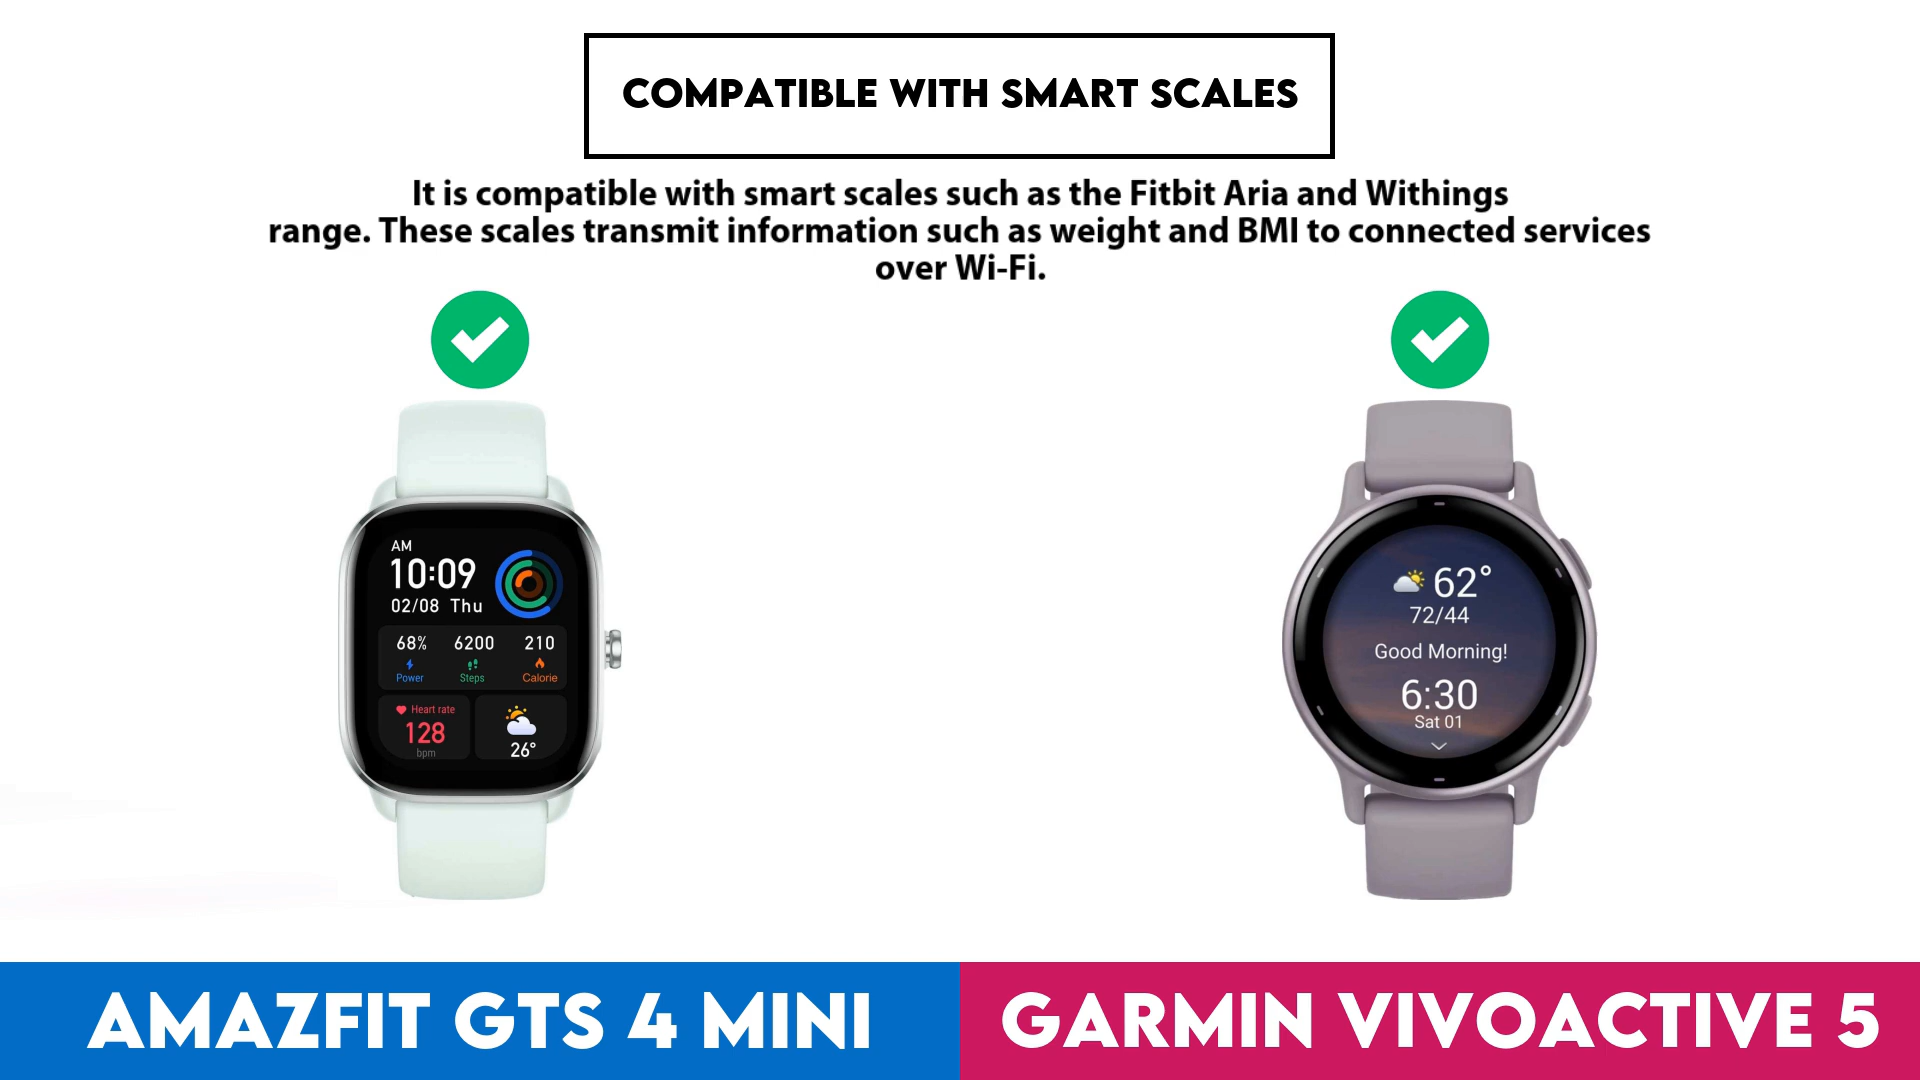 COMPATIBLE WITH SMART SCALES
It is compatible with smart scales such as the Fitbit Aria and Withings
range. These scales transmit information such as weight and BMI to connected services
over Wi-Fi.
AM
10:09
02/08 Thu
68% 6200 210
Power Steps Calorie
Heart rate
128
bpm
26°
62°
72/44
Good Morning!
6:30
Sat 01
AMAZFIT GTS 4 MINI
GARMIN VIVOACTIVE 5